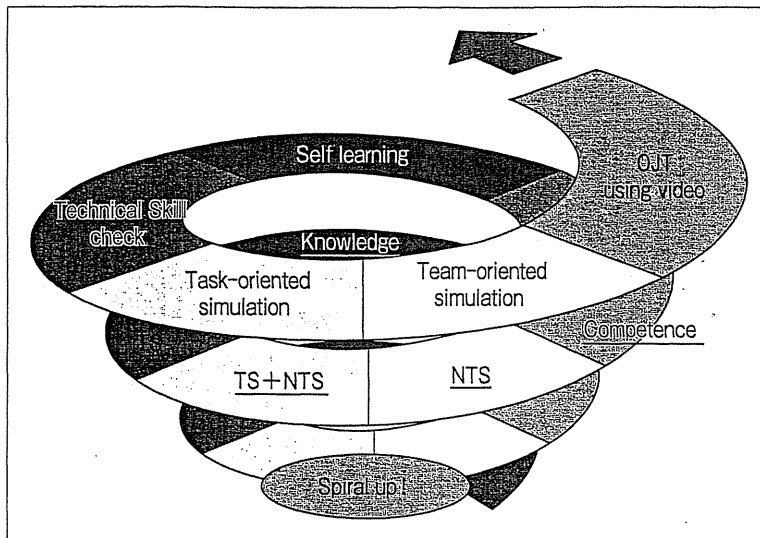 Self learning
OJT
using video
Technical Skill
check
Knowledge
Task-oriented
simulation
Team-oriented
simulation
Competence
TS+NTS
NTS
Spiral up!